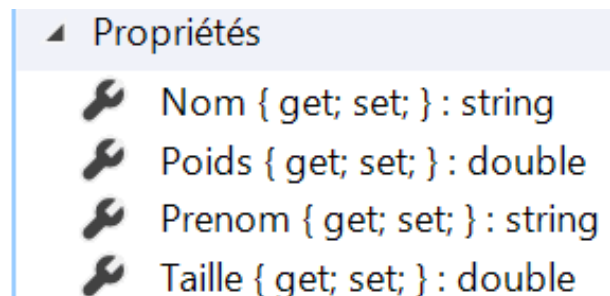 Propriétés
Nom { get; set; } : string
Poids { get; set; } : double
Prenom { get; set; } : string
Taille { get; set; } : double